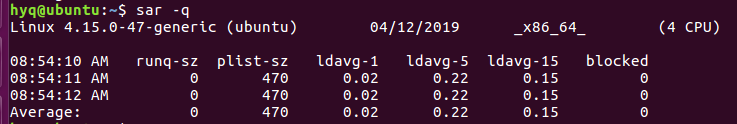 hyq@ubuntu:~$ sar -q
Linux 4.15.0-47-generic (ubuntu) 04/12/2019 _x86_64_ (4 CPU)
08:54:10 AM runq-sz plist-sz ldavg-1 ldavg-5 ldavg-15 blocked
08:54:11 AM 0 470 0.02 0.22 0.15 0
08:54:12 AM 0 470 0.02 0.22 0.15 0
Average: 0 470 0.02 0.22 0.15 0